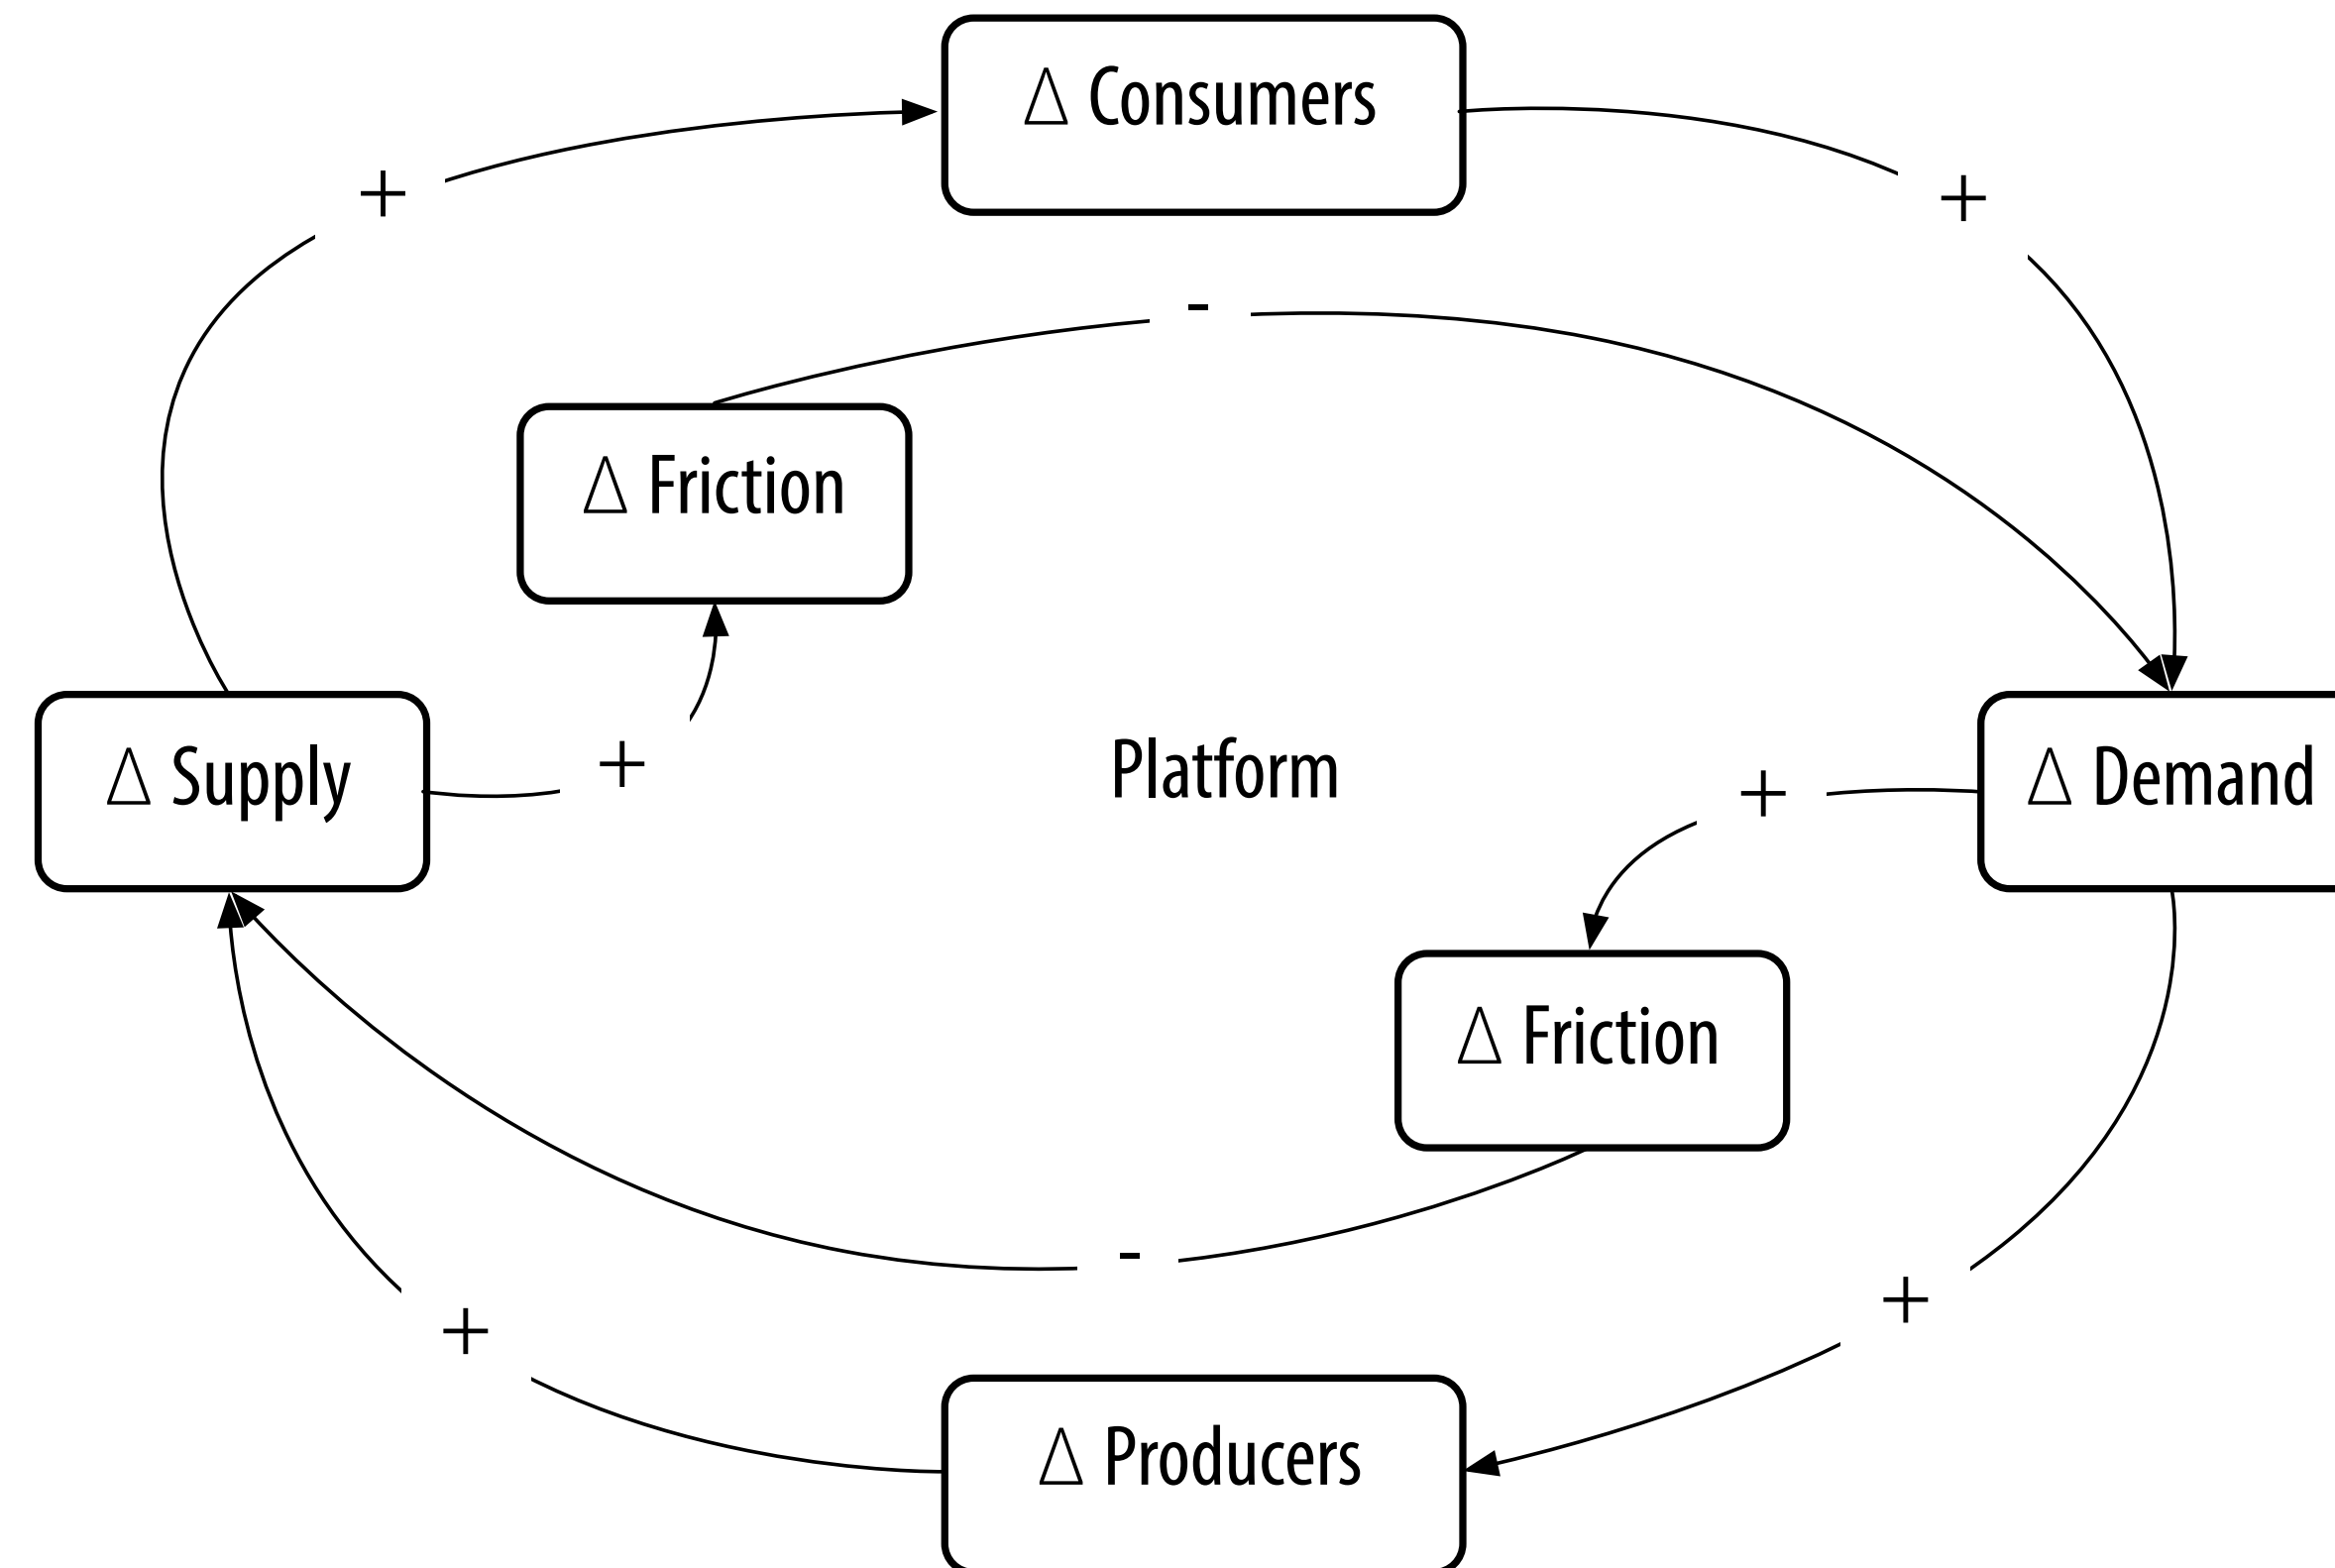 Δ Consumers
+
+
-
Δ Friction
Δ Supply
+
Platform
+
Δ Demand
Δ Friction
-
+
+
Δ Producers